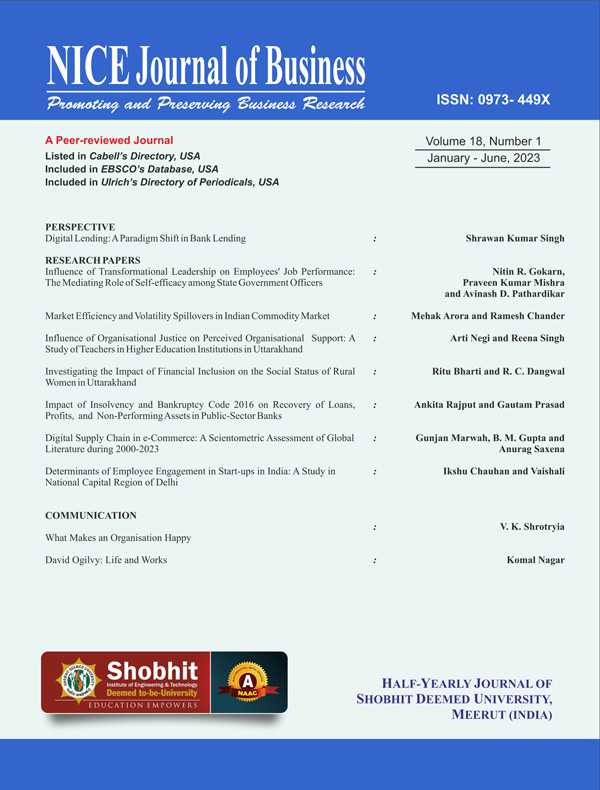 NICE Journal of Business
Promoting and Preserving Business Research
ISSN: 0973- 449X
A Peer-reviewed Journal
Listed in Cabell's Directory, USA
Included in EBSCO's Database, USA
Included in Ulrich's Directory of Periodicals, USA
Volume 18, Number 1
January - June, 2023
PERSPECTIVE
Digital Lending: A Paradigm Shift in Bank Lending : Shrawan Kumar Singh
RESEARCH PAPERS
Influence of Transformational Leadership on Employees' Job Performance: : Nitin R. Gokarn,
The Mediating Role of Self-efficacy among State Government Officers Praveen Kumar Mishra
and Avinash D. Pathardikar
Market Efficiency and Volatility Spillovers in Indian Commodity Market : Mehak Arora and Ramesh Chander
Influence of Organisational Justice on Perceived Organisational Support: A : Arti Negi and Reena Singh
Study of Teachers in Higher Education Institutions in Uttarakhand
Investigating the Impact of Financial Inclusion on the Social Status of Rural : Ritu Bharti and R. C. Dangwal
Women in Uttarakhand
Impact of Insolvency and Bankruptcy Code 2016 on Recovery of Loans, : Ankita Rajput and Gautam Prasad
Profits, and Non-Performing Assets in Public-Sector Banks
Digital Supply Chain in e-Commerce: A Scientometric Assessment of Global : Gunjan Marwah, B. M. Gupta and
Literature during 2000-2023 Anurag Saxena
Determinants of Employee Engagement in Start-ups in India: A Study in : Ikshu Chauhan and Vaishali
National Capital Region of Delhi
COMMUNICATION
: V. K. Shrotryia
What Makes an Organisation Happy
David Ogilvy: Life and Works : Komal Nagar
Shobhit
Institute of Engineering & Technology
Deemed to-be-University
EDUCATION EMPOWERS
A
NAAC
HALF-YEARLY JOURNAL OF
SHOBHIT DEEMED UNIVERSITY,
MEERUT (INDIA)